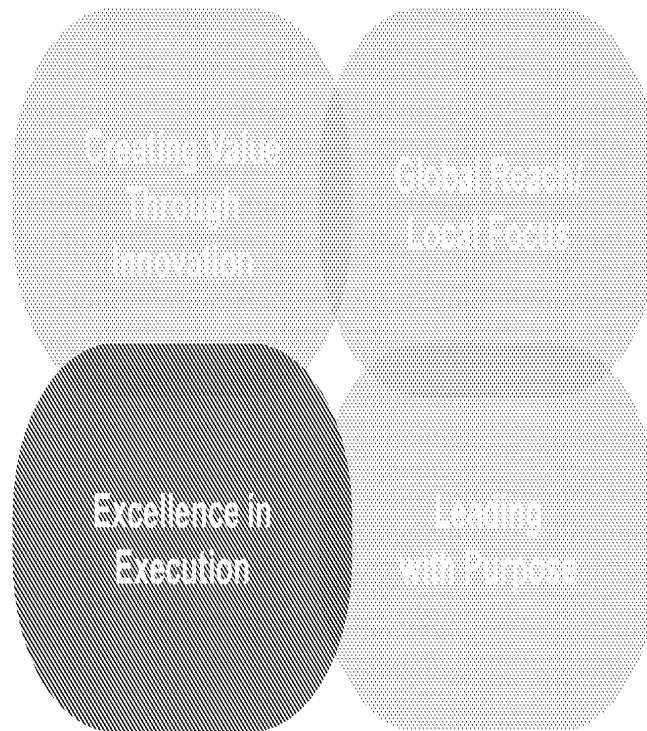 Creating Value
Through
Innovation
Global Reach/
Local Focus
Excellence in
Execution
Leading
with Purpose